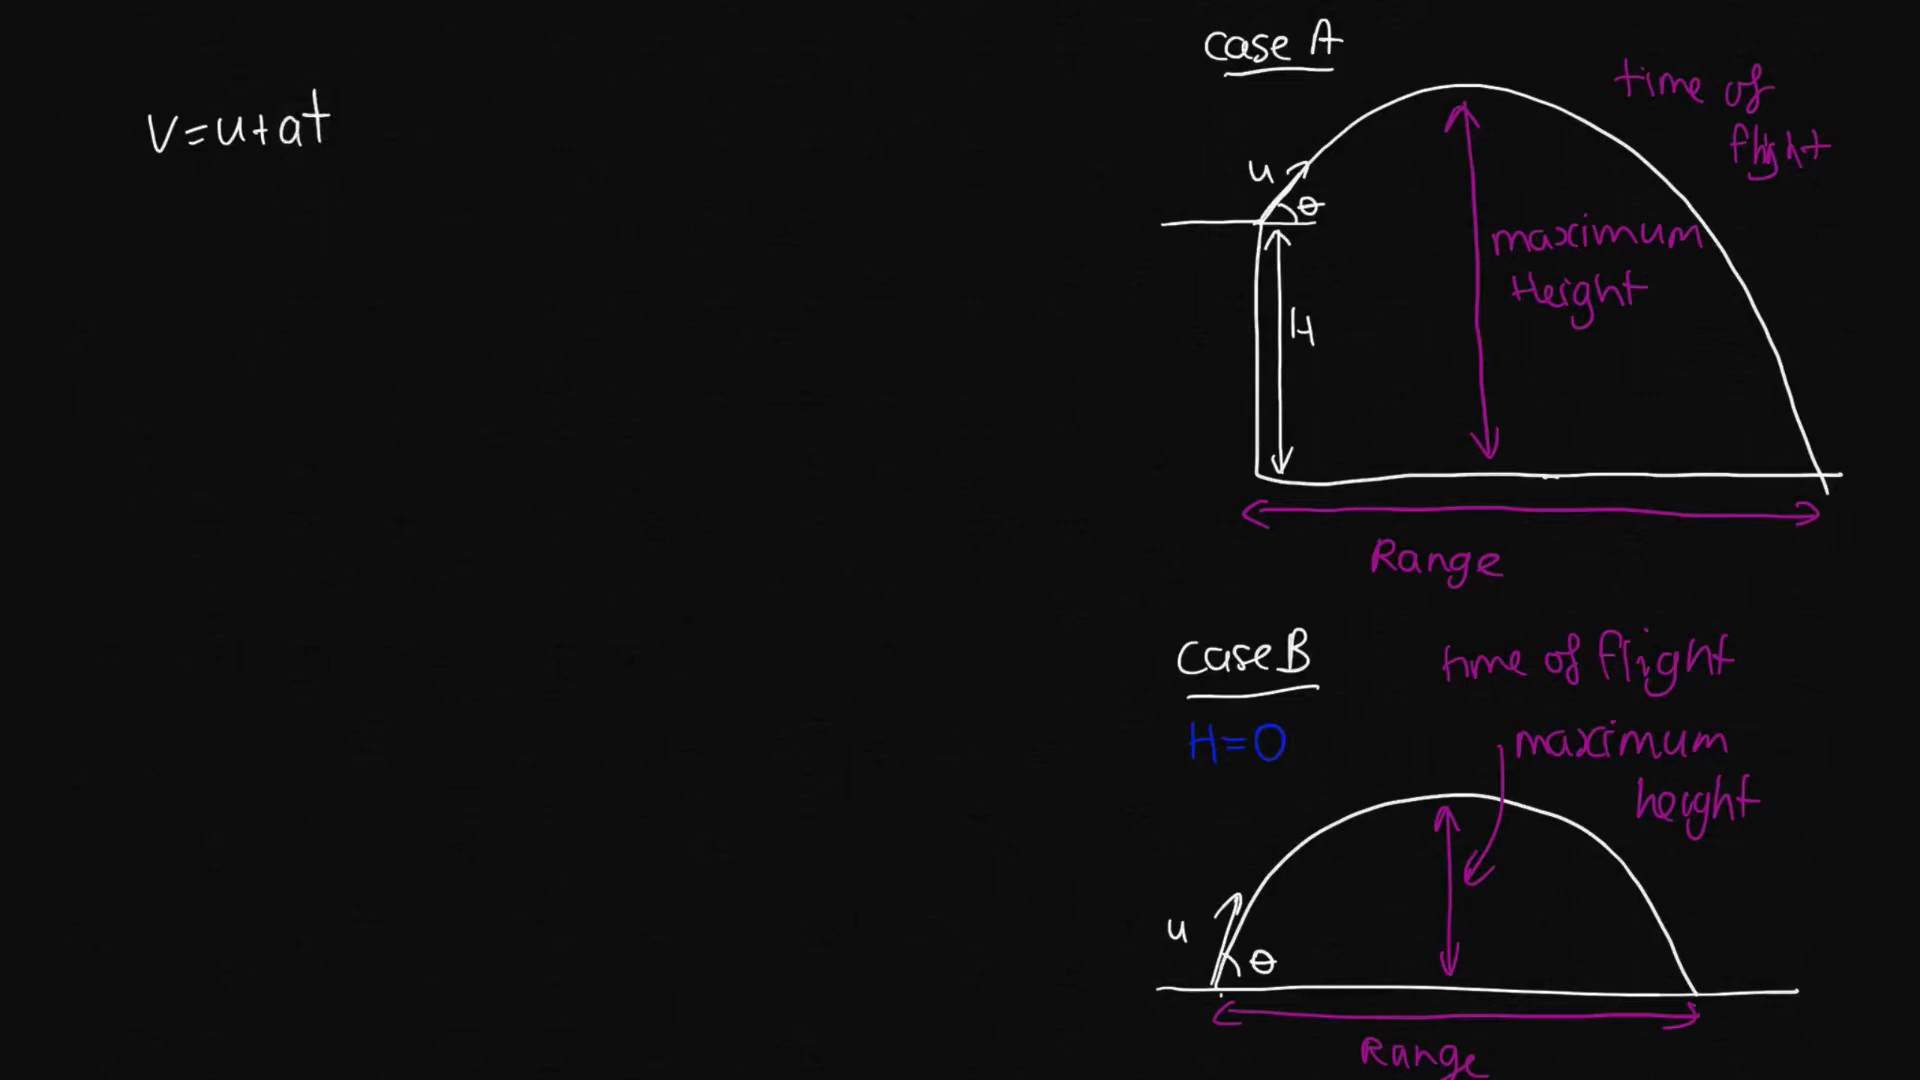 v=u+at
case A
time of
flight
u
θ
maximum
Height
H
Range
case B
time of flight
H=0
maximum
height
u
θ
Range